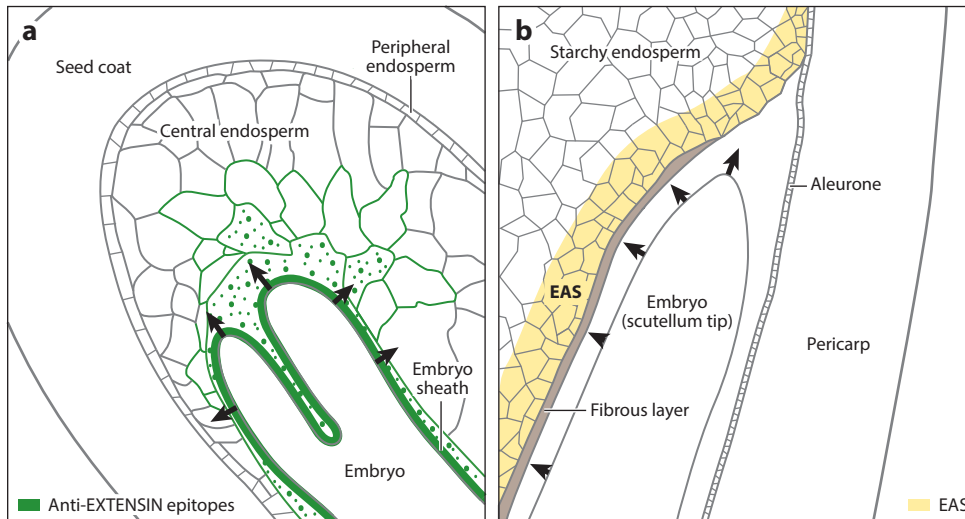 a
Seed coat
Peripheral
endosperm
Central endosperm
Embryo
sheath
Embryo
Anti-EXTENSIN epitopes
b
Starchy endosperm
Aleurone
EAS
Embryo
(scutellum tip)
Pericarp
Fibrous layer
EAS